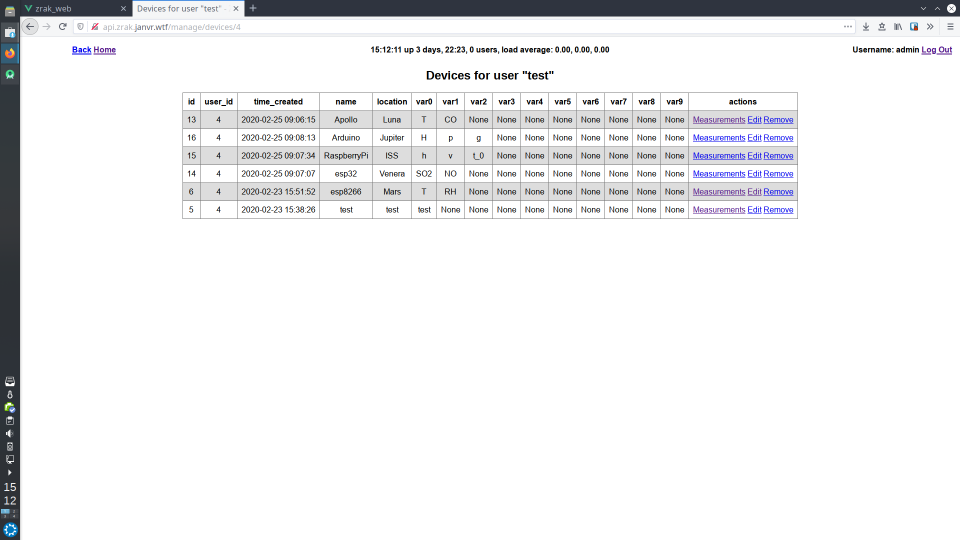 zrak_web
Devices for user "test" -
api.zrak.janvr.wtf/manage/devices/4
Back Home
15:12:11 up 3 days, 22:23, 0 users, load average: 0.00, 0.00, 0.00
Username: admin Log Out
Devices for user "test"
id user_id time_created name location var0 var1 var2 var3 var4 var5 var6 var7 var8 var9 actions
13 4 2020-02-25 09:06:15 Apollo Luna T CO None None None None None None None None Measurements Edit Remove
16 4 2020-02-25 09:08:13 Arduino Jupiter H p g None None None None None None None Measurements Edit Remove
15 4 2020-02-25 09:07:34 RaspberryPi ISS h v t_0 None None None None None None None Measurements Edit Remove
14 4 2020-02-25 09:07:07 esp32 Venera SO2 NO None None None None None None None None Measurements Edit Remove
6 4 2020-02-23 15:51:52 esp8266 Mars T RH None None None None None None None None Measurements Edit Remove
5 4 2020-02-23 15:38:26 test test test None None None None None None None None None Measurements Edit Remove
15
12